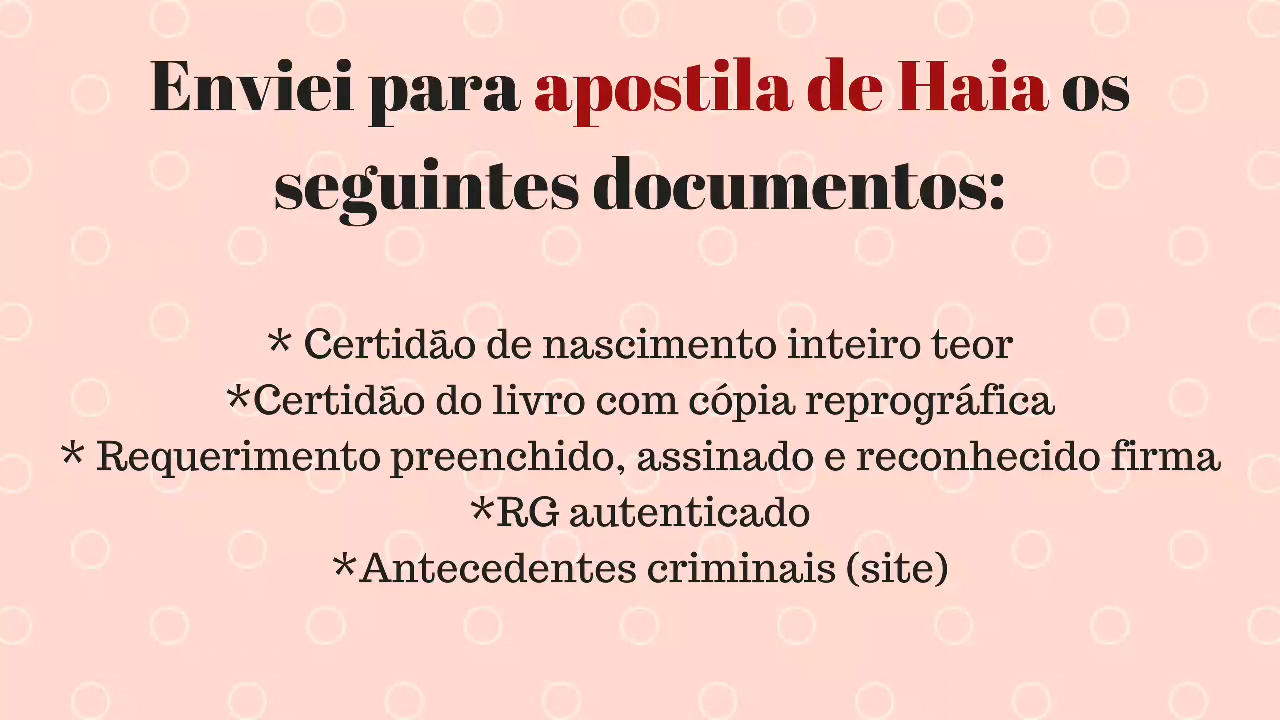 Enviei para apostila de Haia os
seguintes documentos:
* Certidão de nascimento inteiro teor
*Certidão do livro com cópia reprográfica
* Requerimento preenchido, assinado e reconhecido firma
*RG autenticado
*Antecedentes criminais (site)